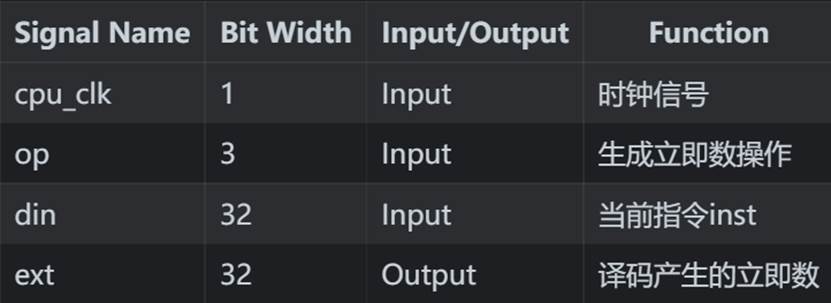 Signal Name Bit Width Input/Output Function
cpu_clk 1 Input 时钟信号
op 3 Input 生成立即数操作
din 32 Input 当前指令inst
ext 32 Output 译码产生的立即数